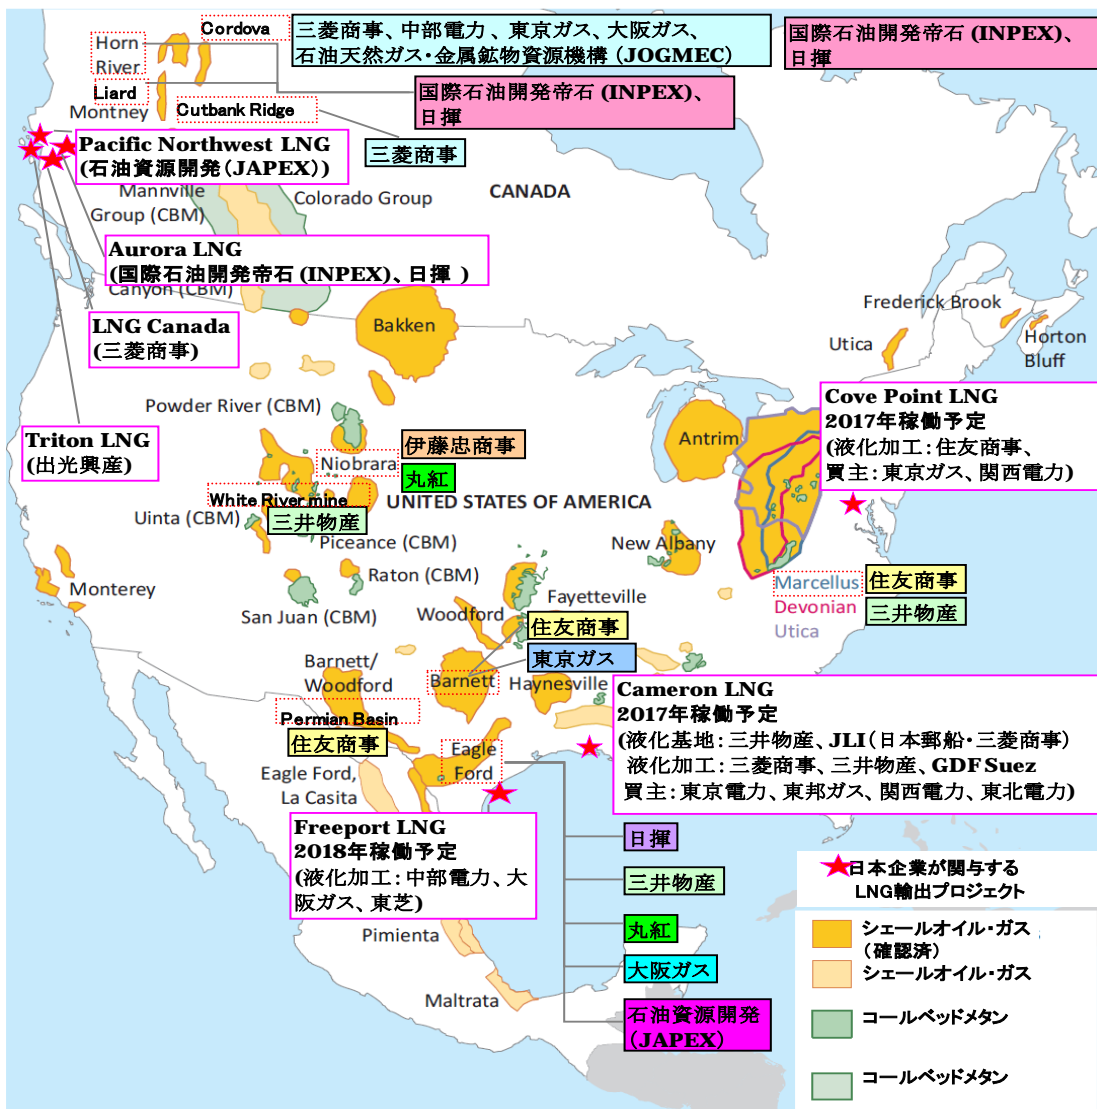 Cordova
三菱商事、中部電力 、東京ガス、大阪ガス、
石油天然ガス・金属鉱物資源機構 （JOGMEC）
国際石油開発帝石 (INPEX)、
日揮
Horn
River
Liard
Montney
Cutbank Ridge
国際石油開発帝石 (INPEX)、
日揮
三菱商事
Pacific Northwest LNG
(石油資源開発（JAPEX）)
CANADA
Mannville
Group (CBM)
Colorado Group
Aurora LNG
(国際石油開発帝石 (INPEX)、日揮 )
Canyon (CBM)
LNG Canada
(三菱商事)
Bakken
Frederick Brook
Utica
Horton
Bluff
Powder River (CBM)
Triton LNG
(出光興産)
Antrim
Cove Point LNG
2017年稼働予定
(液化加工：住友商事、
買主：東京ガス、関西電力)
伊藤忠商事
Niobrara
丸紅
White River mine
UNITED STATES OF AMERICA
Uinta (CBM)
三井物産
Piceance (CBM)
New Albany
Monterey
Raton (CBM)
San Juan (CBM)
Woodford
Fayetteville
Marcellus
住友商事
Devonian
三井物産
Utica
住友商事
東京ガス
Barnett/
Woodford
Barnett
Haynesville
Permian Basin
住友商事
Cameron LNG
2017年稼働予定
(液化基地：三井物産、JLI（日本郵船・三菱商事）
液化加工：三菱商事、三井物産、GDF Suez
買主：東京電力、東邦ガス、関西電力、東北電力)
Eagle
Ford
Eagle Ford,
La Casita
Freeport LNG
2018年稼働予定
(液化加工：中部電力、大
阪ガス、東芝)
日揮
三井物産
丸紅
大阪ガス
石油資源開発
（JAPEX）
Pimienta
Maltrata
日本企業が関与する
LNG輸出プロジェクト
シェールオイル・ガス
（確認済）
シェールオイル・ガス
コールベッドメタン
コールベッドメタン